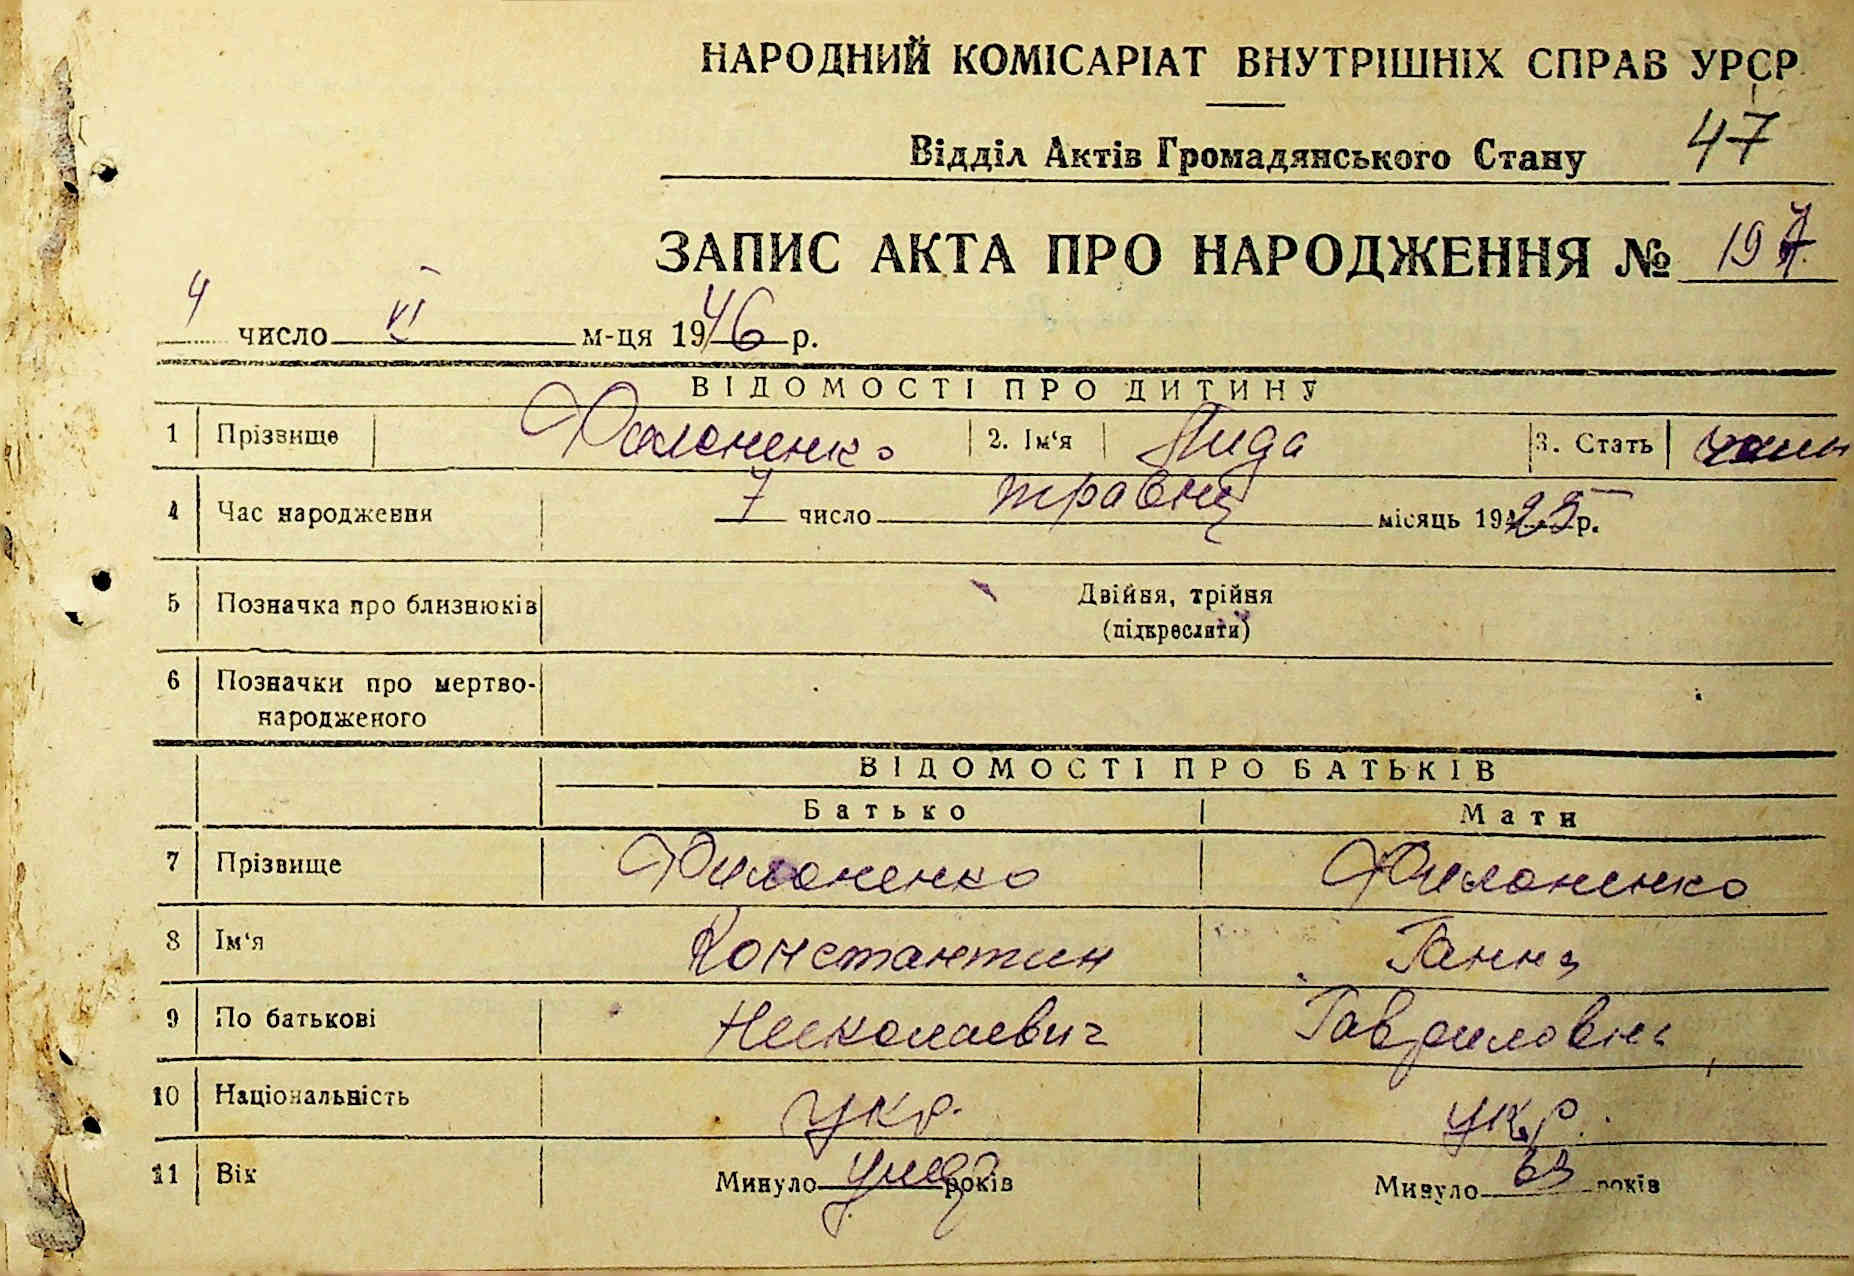 НАРОДНИЙ КОМІСАРІАТ ВНУТРІШНІХ СПРАВ УРСР
Відділ Актів Громадянського Стану 47
ЗАПИС АКТА ПРО НАРОДЖЕННЯ № 197
4 число VI м-ця 1946 р.
ВІДОМОСТІ ПРО ДИТИНУ
1 Прізвище Филоненко 2. Ім'я Лида 3. Стать
4 Час народження 7 число травня місяць 1925 р.
5 Позначка про близнюків Двійня, трійня
(підкреслити)
6 Позначки про мертво-
народженого
ВІДОМОСТІ ПРО БАТЬКІВ
Батько Мати
7 Прізвище Филоненко Филоненко
8 Ім'я Константин Ганна
9 По батькові Николаевич Гавриловна
10 Національність укр. укр.
11 Вік Минуло умер років Минуло 63 років